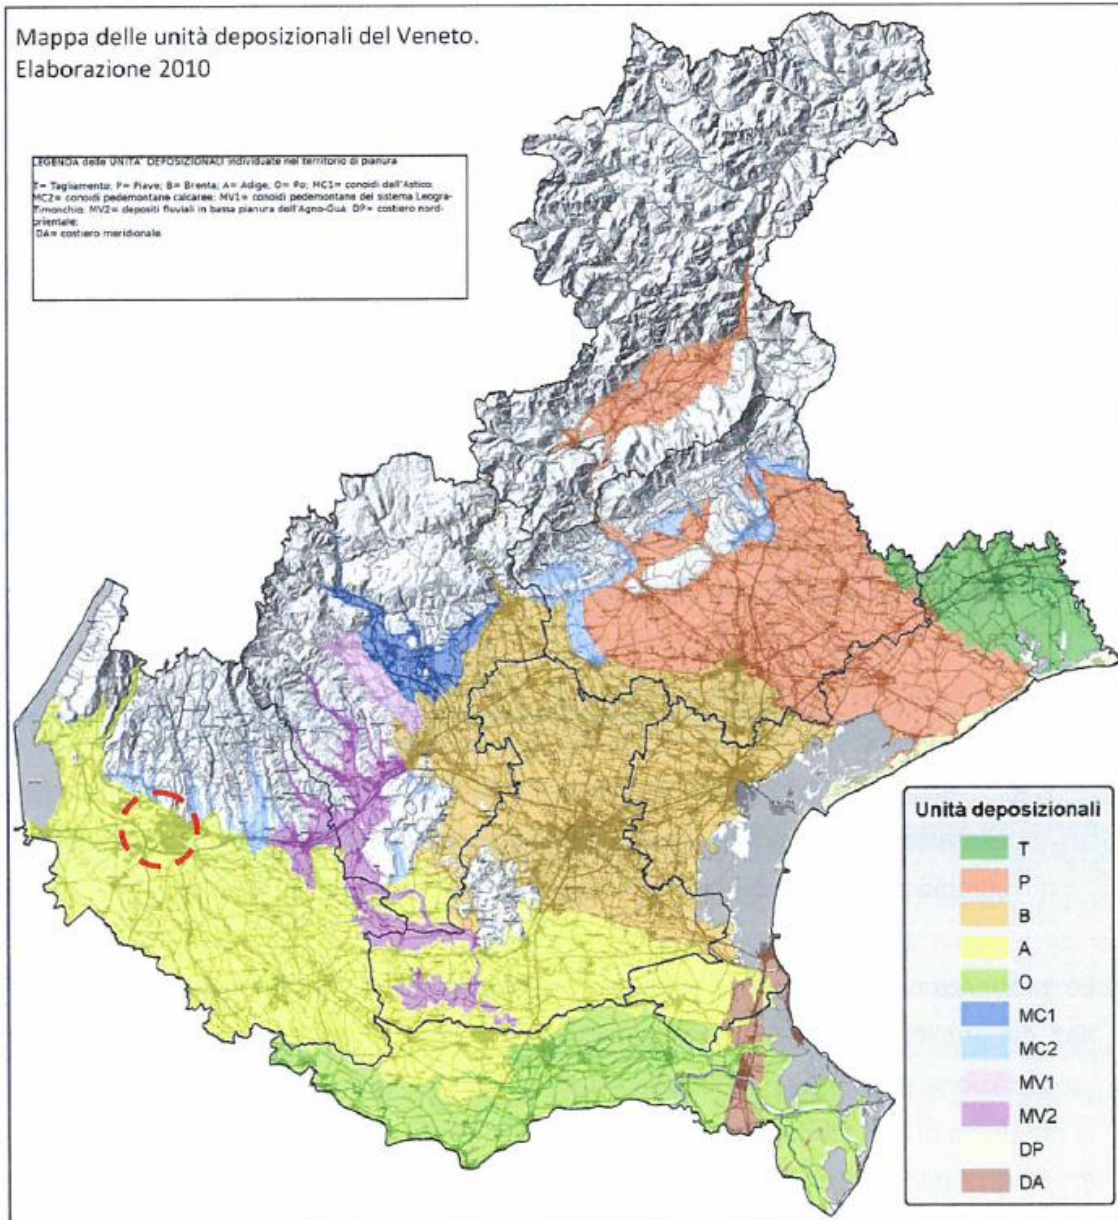 Mappa delle unità deposizionali del Veneto.
Elaborazione 2010
LEGENDA delle UNITA' DEPOSIZIONALI individuate nel territorio di pianura
T= Tagliamento; P= Piave; B= Brenta; A= Adige; O= Po; MC1= conoidi dell'Astico;
MC2= conoidi pedemontane calcaree; MV1= conoidi pedemontane del sistema Leogra-
Timonchio; MV2= depositi fluviali in bassa pianura dell'Agno-Guà; DP= costiero nord-
orientale;
DA= costiero meridionale.
Unità deposizionali
T
P
B
A
O
MC1
MC2
MV1
MV2
DP
DA